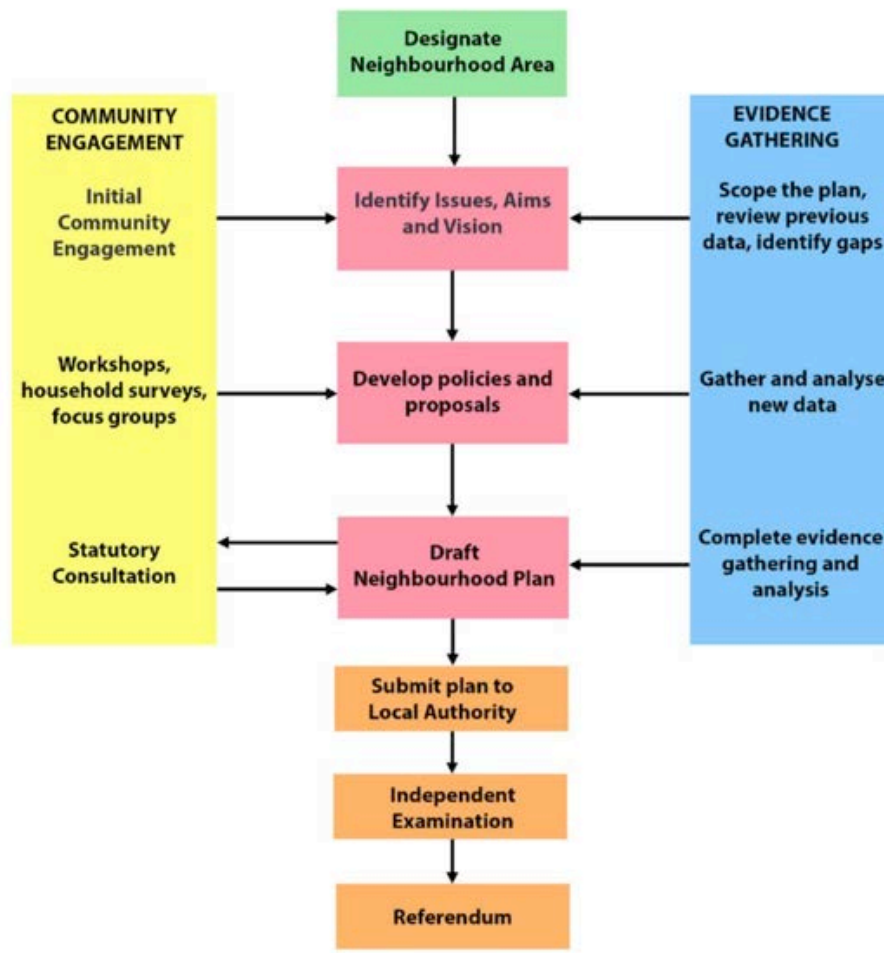 Designate
Neighbourhood Area
COMMUNITY
ENGAGEMENT
Initial
Community
Engagement
Workshops,
household surveys,
focus groups
Statutory
Consultation
Identify Issues, Aims
and Vision
Develop policies and
proposals
Draft
Neighbourhood Plan
Submit plan to
Local Authority
Independent
Examination
Referendum
EVIDENCE
GATHERING
Scope the plan,
review previous
data, identify gaps
Gather and analyse
new data
Complete evidence
gathering and
analysis